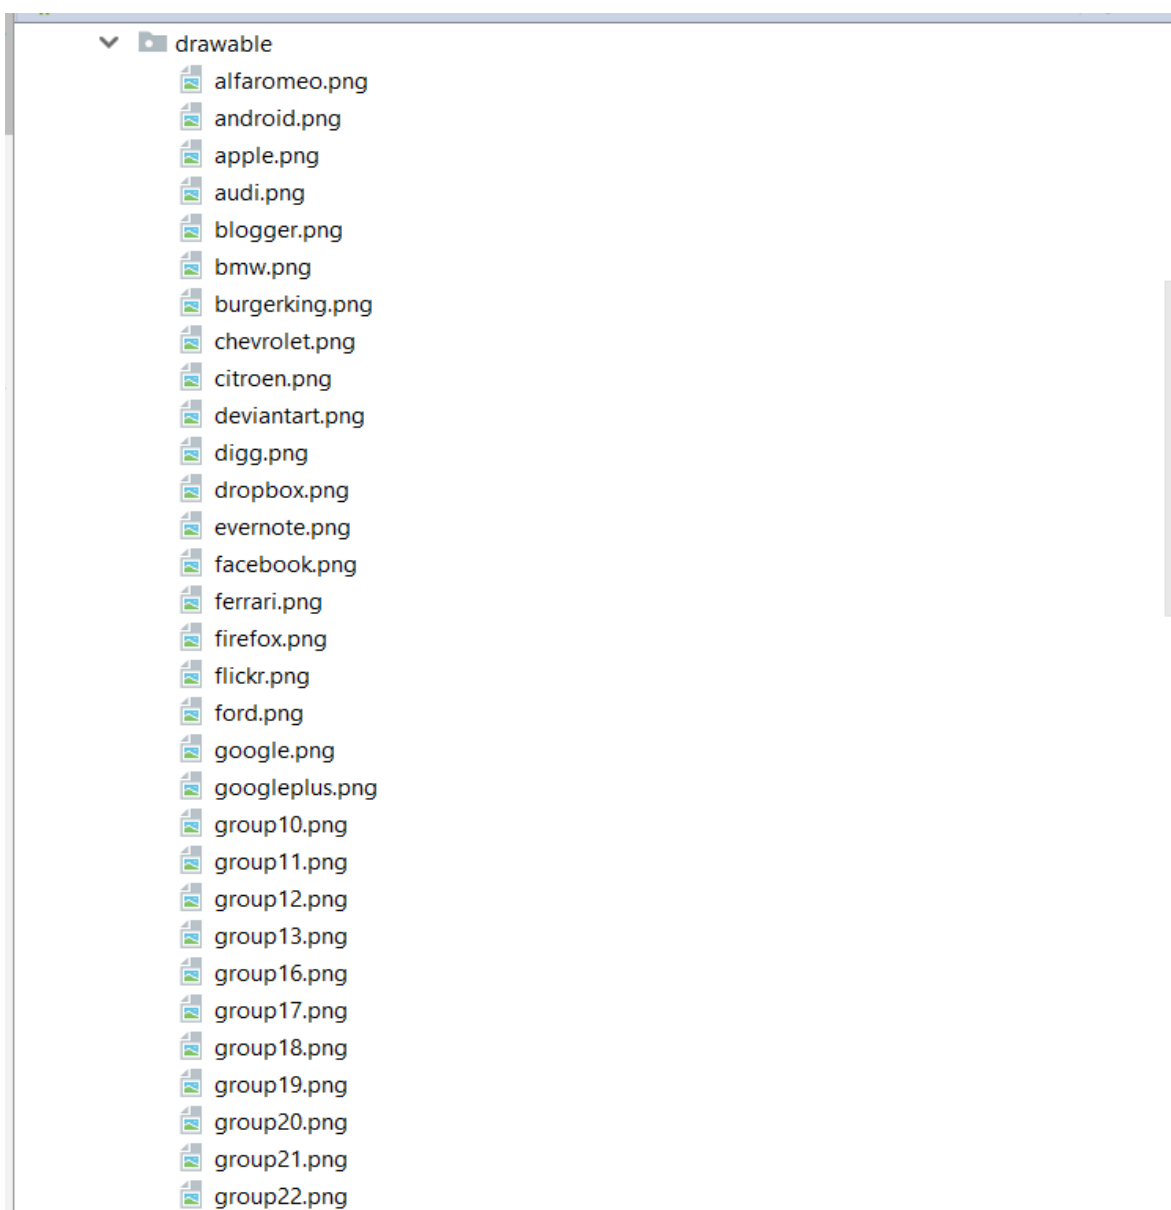 drawable
alfaromeo.png
android.png
apple.png
audi.png
blogger.png
bmw.png
burgerking.png
chevrolet.png
citroen.png
deviantart.png
digg.png
dropbox.png
evernote.png
facebook.png
ferrari.png
firefox.png
flickr.png
ford.png
google.png
googleplus.png
group10.png
group11.png
group12.png
group13.png
group16.png
group17.png
group18.png
group19.png
group20.png
group21.png
group22.png